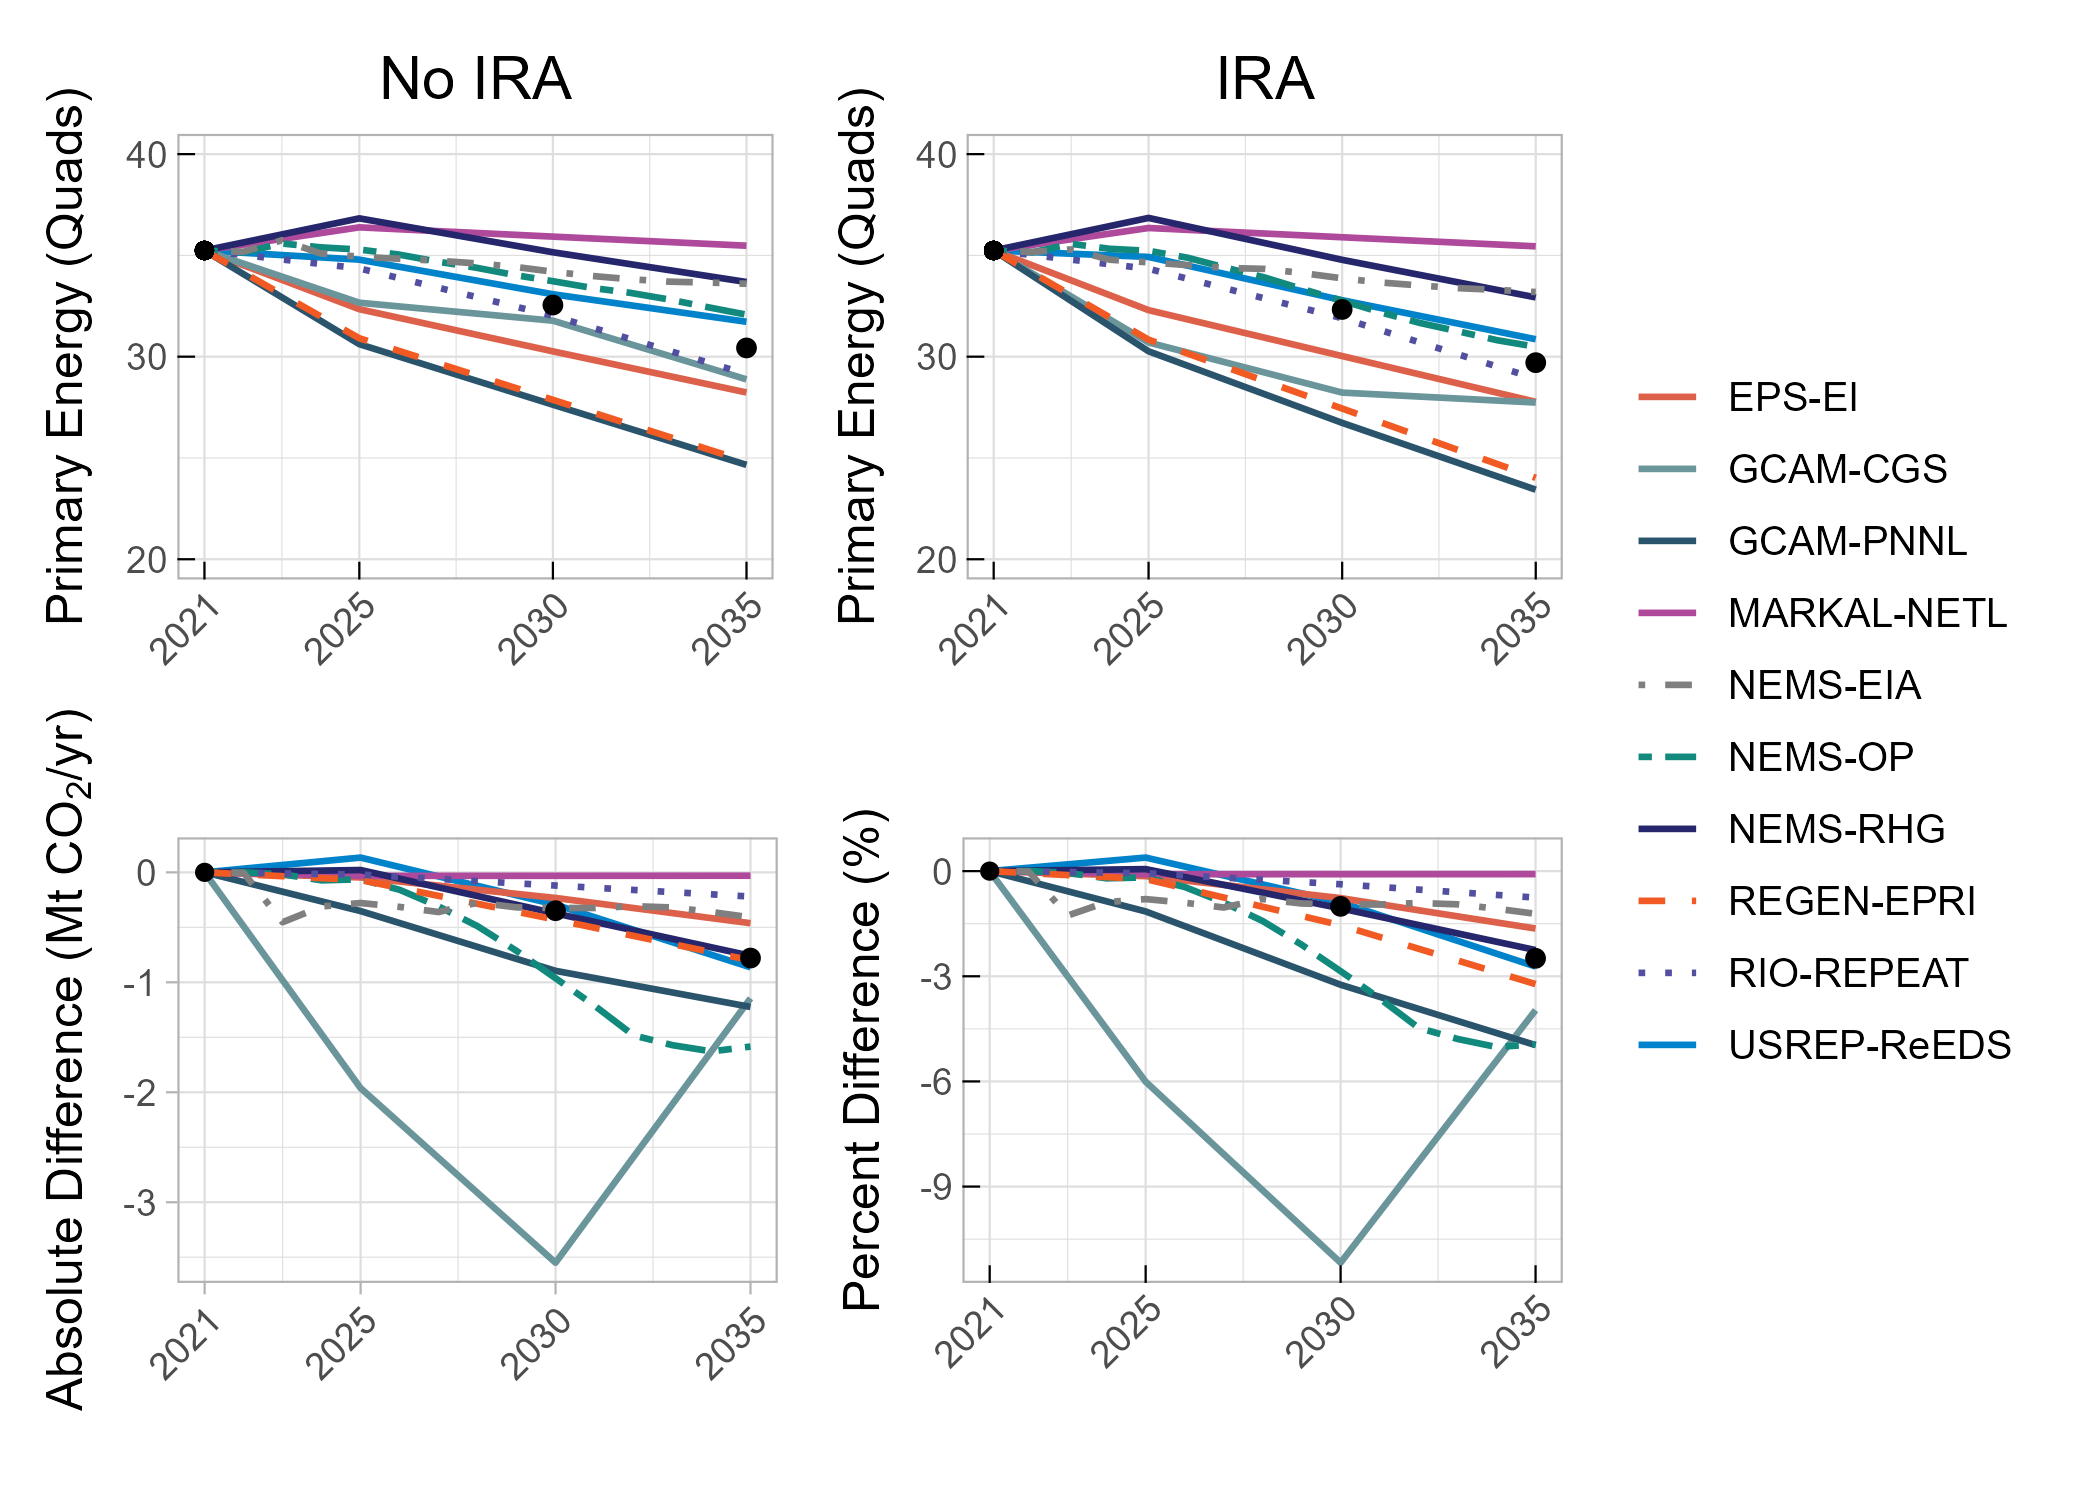 No IRA
Primary Energy (Quads)
40
30
20
2021
2025
2030
2035
IRA
Primary Energy (Quads)
40
30
20
2021
2025
2030
2035
Absolute Difference (Mt CO₂/yr)
0
-1
-2
-3
2021
2025
2030
2035
Percent Difference (%)
0
-3
-6
-9
2021
2025
2030
2035
EPS-EI
GCAM-CGS
GCAM-PNNL
MARKAL-NETL
NEMS-EIA
NEMS-OP
NEMS-RHG
REGEN-EPRI
RIO-REPEAT
USREP-ReEDS